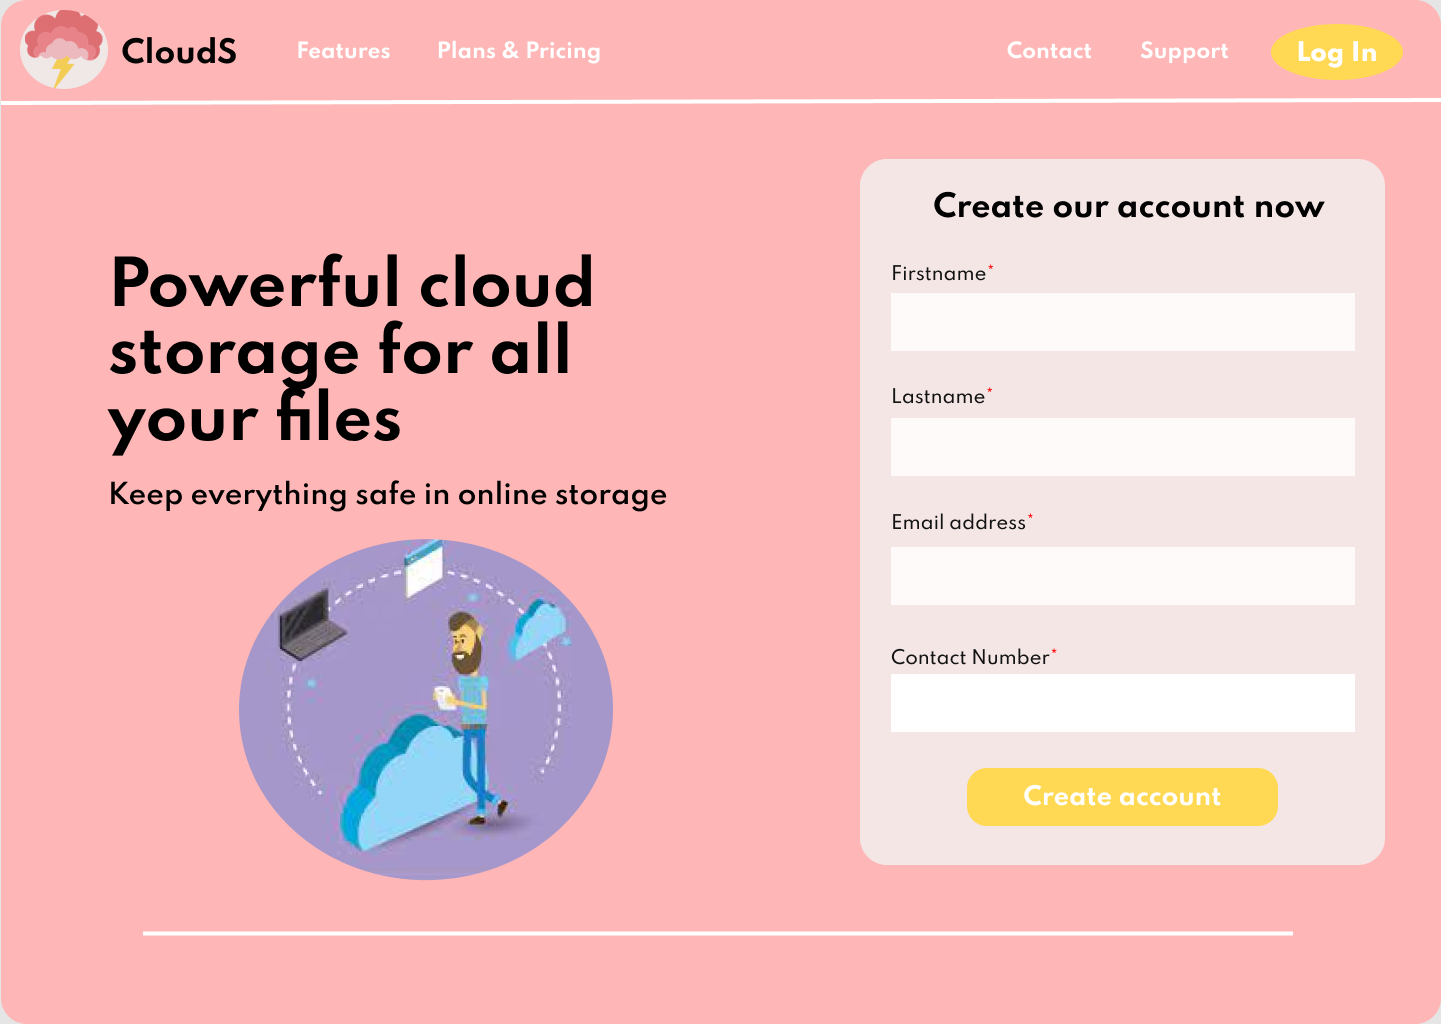 CloudS
Features
Plans & Pricing
Contact
Support
Log In
Powerful cloud
storage for all
your files
Keep everything safe in online storage
Create our account now
Firstname*
Lastname*
Email address*
Contact Number*
Create account